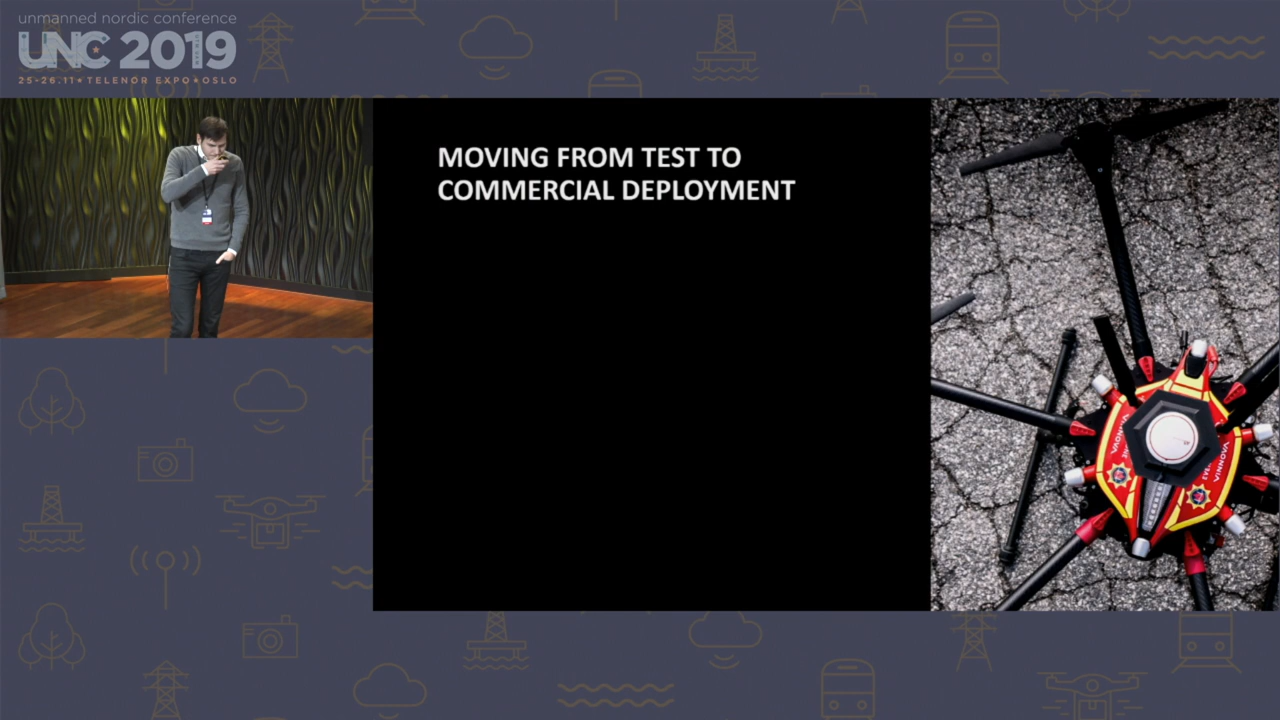 unmanned nordic conference
UNC 2019
25-26.11★TELENOR EXPO★OSLO
MOVING FROM TEST TO
COMMERCIAL DEPLOYMENT